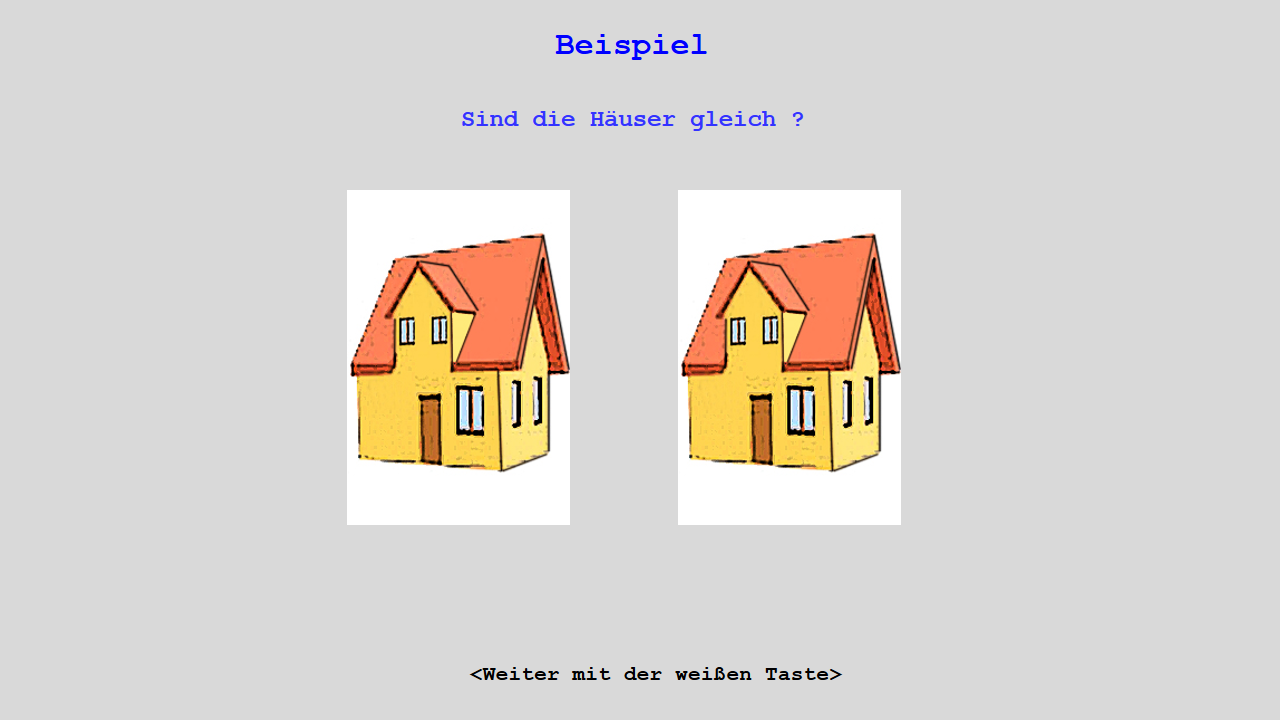 Beispiel
Sind die Häuser gleich ?
<Weiter mit der weißen Taste>